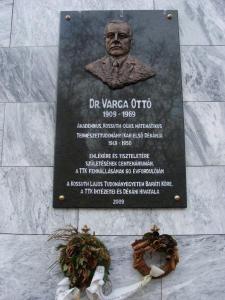 DR VARGA OTTÓ
1909 - 1969
AKADÉMIKUS, KOSSUTH-DÍJAS MATEMATIKUS
TERMÉSZETTUDOMÁNYI KAR ELSŐ DÉKÁNJA
1949 - 1950
EMLÉKÉRE ÉS TISZTELETÉRE
SZÜLETÉSÉNEK CENTENÁRIUMÁN,
A TTK FENNÁLLÁSÁNAK 60. ÉVFORDULÓJÁN
A KOSSUTH LAJOS TUDOMÁNYEGYETEM BARÁTI KÖRE,
A TTK INTÉZETEI ÉS DÉKÁNI HIVATALA
2009